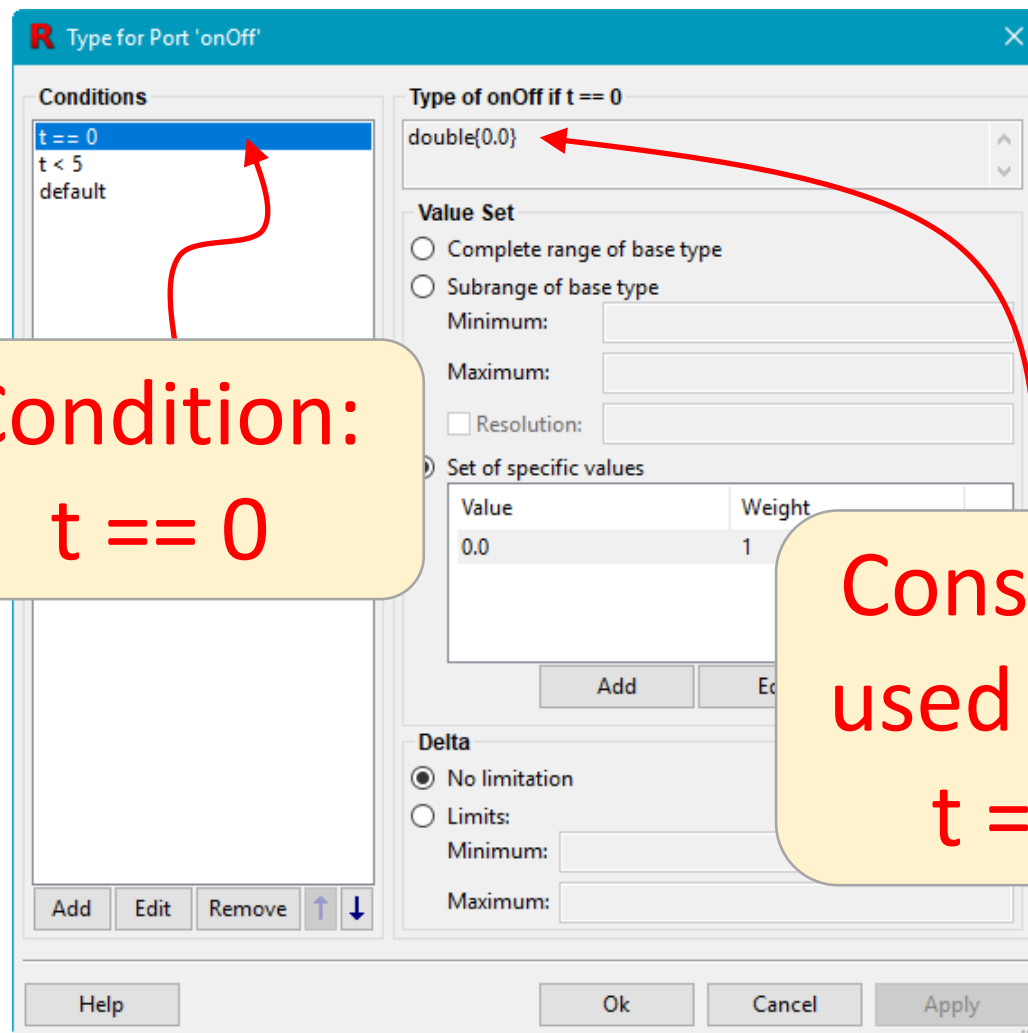 R Type for Port 'onOff'
Conditions
t == 0
t < 5
default
Condition:
t == 0
Add Edit Remove
Type of onOff if t == 0
double{0.0}
Value Set
Complete range of base type
Subrange of base type
Minimum:
Maximum:
Resolution:
Set of specific values
Value Weight
0.0 1
Add
used
t =
Delta
No limitation
Limits:
Minimum:
Maximum:
Help Ok Cancel Apply